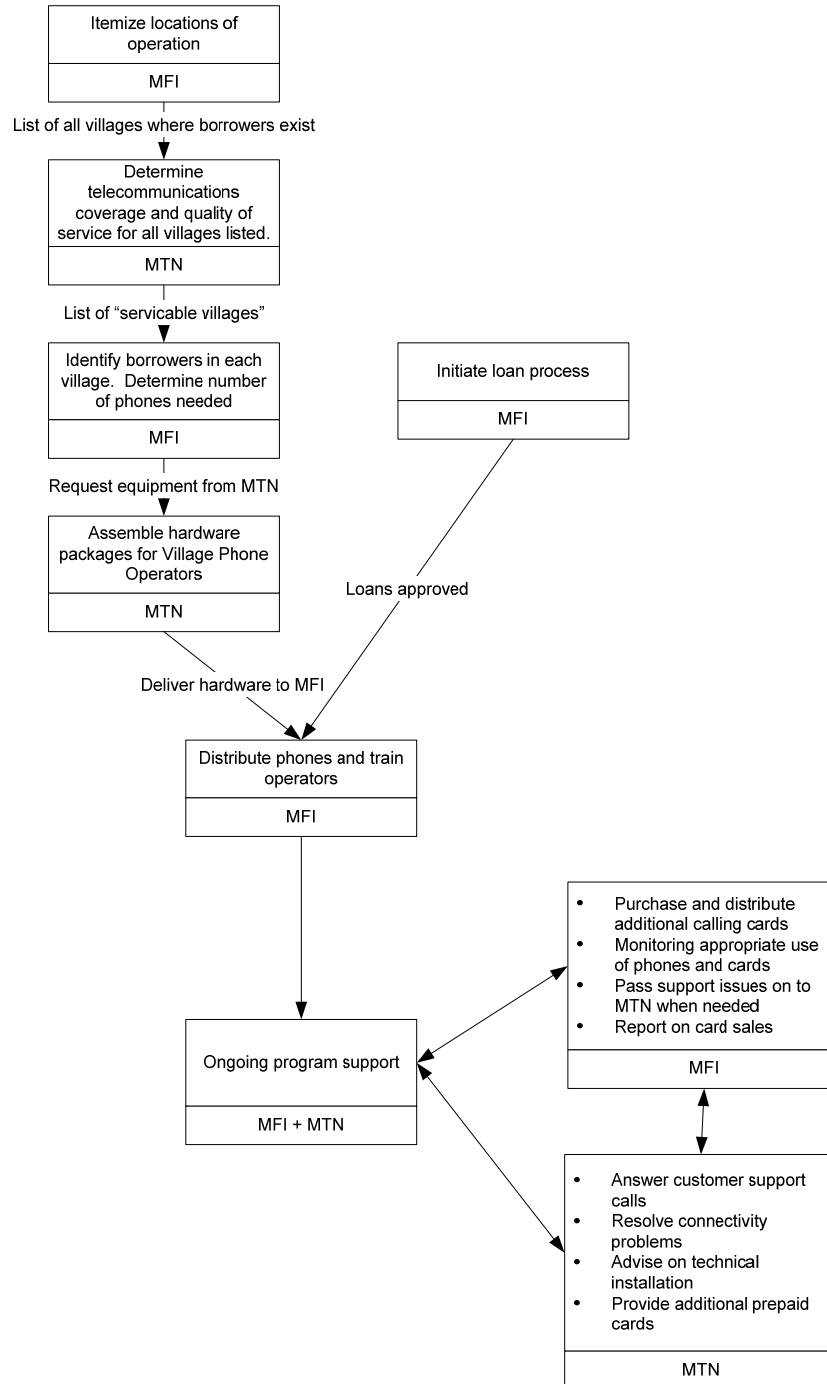 Itemize locations of
operation
MFI
List of all villages where borrowers exist
Determine
telecommunications
coverage and quality of
service for all villages listed.
MTN
List of “servicable villages”
Identify borrowers in each
village.  Determine number
of phones needed
MFI
Request equipment from MTN
Assemble hardware
packages for Village Phone
Operators
MTN
Deliver hardware to MFI
Initiate loan process
MFI
Loans approved
Distribute phones and train
operators
MFI
Ongoing program support
MFI + MTN
• Purchase and distribute
additional calling cards
• Monitoring appropriate use
of phones and cards
• Pass support issues on to
MTN when needed
• Report on card sales
MFI
• Answer customer support
calls
• Resolve connectivity
problems
• Advise on technical
installation
• Provide additional prepaid
cards
MTN